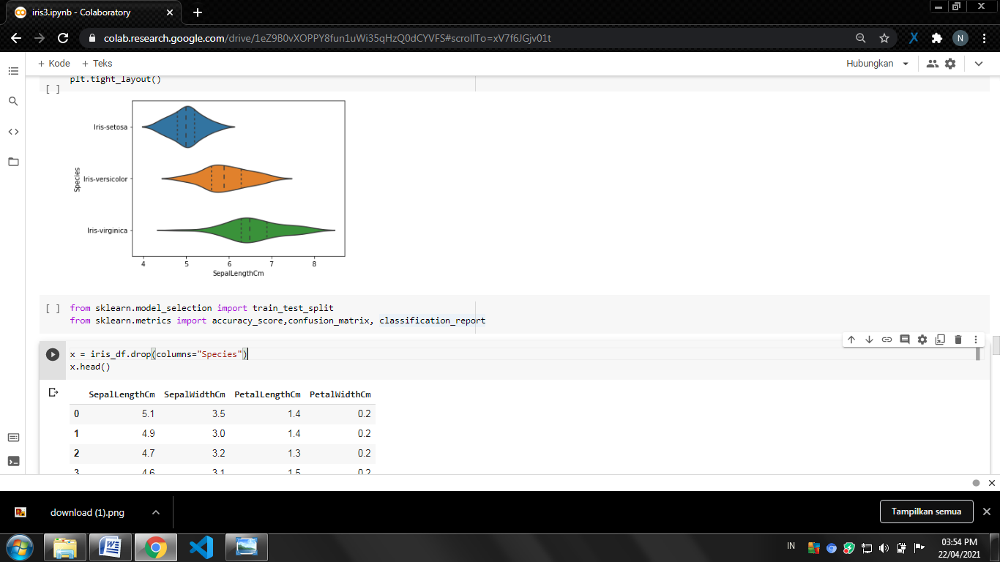 iris3.ipynb - Colaboratory
colab.research.google.com/drive/1eZ9B0vXOPPY8fun1uWi35qHzQ0dCYVFS#scrollTo=xV7f6JGjv01t
N
+ Kode + Teks
Hubungkan
plt.tight_layout()
[ ]
Species
Iris-setosa
Iris-versicolor
Iris-virginica
4 5 6 7 8
SepalLengthCm
[ ] from sklearn.model_selection import train_test_split
from sklearn.metrics import accuracy_score,confusion_matrix, classification_report
x = iris_df.drop(columns="Species")
x.head()
SepalLengthCm SepalWidthCm PetalLengthCm PetalWidthCm
0 5.1 3.5 1.4 0.2
1 4.9 3.0 1.4 0.2
2 4.7 3.2 1.3 0.2
3 4.6 3.1 1.5 0.2
download (1).png
Tampilkan semua
IN
03:54 PM
22/04/2021